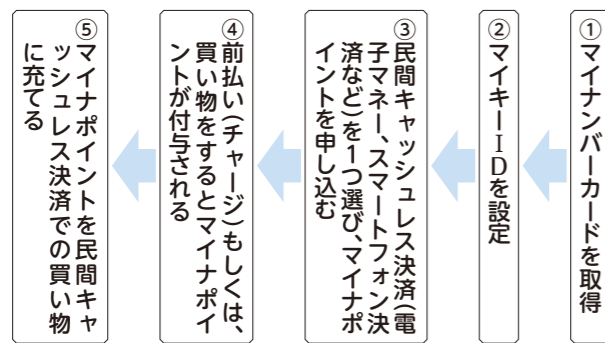 ①マイナンバーカードを取得
②マイキーIDを設定
③民間キャッシュレス決済(電
子マネー、スマートフォン決
済など)を1つ選び、マイナポ
イントを申し込む
④前払い(チャージ)もしくは、
買い物をするとマイナポイ
ントが付与される
⑤マイナポイントを民間キャ
ッシュレス決済での買い物
に充てる